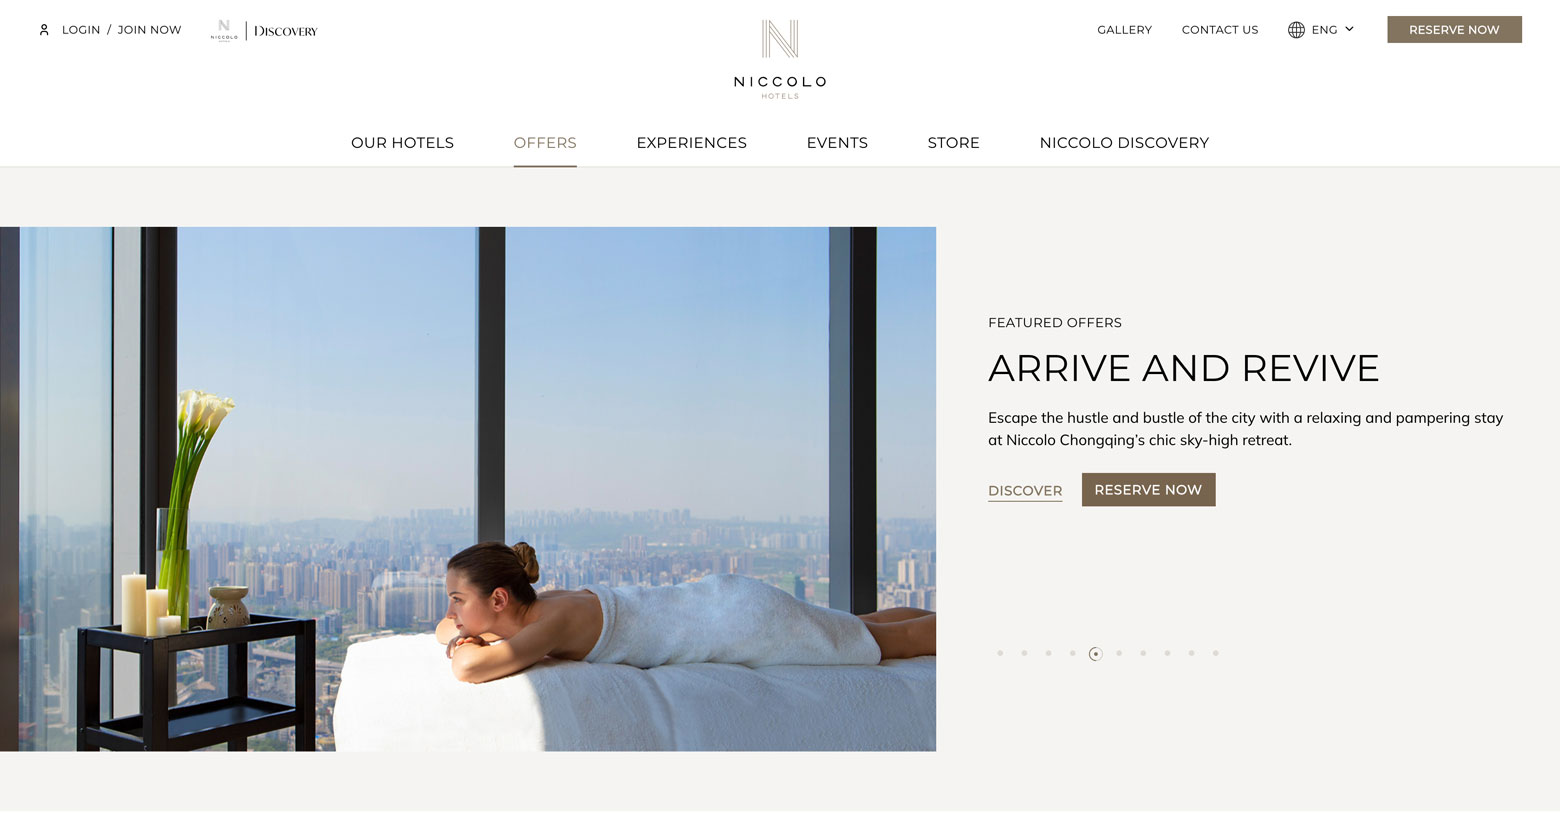 LOGIN / JOIN NOW
N
NICCOLO
DISCOVERY
N
NICCOLO
HOTELS
GALLERY
CONTACT US
ENG
RESERVE NOW
OUR HOTELS
OFFERS
EXPERIENCES
EVENTS
STORE
NICCOLO DISCOVERY
FEATURED OFFERS
ARRIVE AND REVIVE
Escape the hustle and bustle of the city with a relaxing and pampering stay
at Niccolo Chongqing’s chic sky-high retreat.
DISCOVER
RESERVE NOW